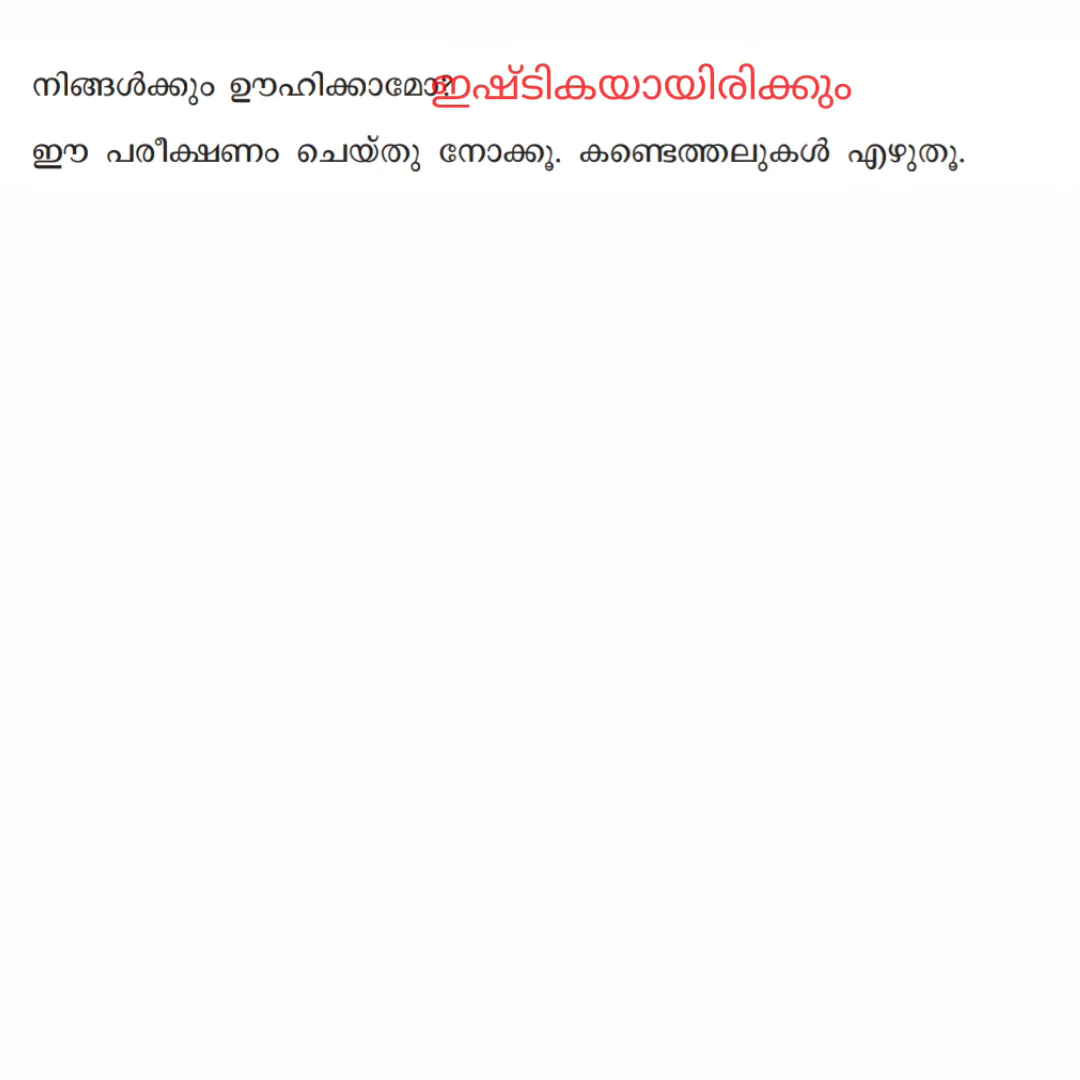 നിങ്ങൾക്കും ഊഹിക്കാമോ? ഇഷ്ടികയായിരിക്കും
ഈ പരീക്ഷണം ചെയ്തു നോക്കൂ. കണ്ടെത്തലുകൾ എഴുതൂ.